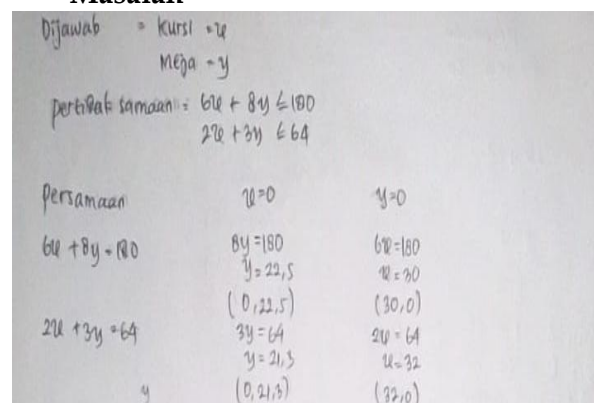 Masalah
Dijawab = Kursi = x
Meja = y
pertidak samaan : 6x + 8y ≤ 180
2x + 3y ≤ 64
Persamaan x=0 y=0
6x + 8y = 180 8y = 180 6x = 180
y = 22,5 x = 30
(0,22,5) (30,0)
2x + 3y = 64 3y = 64 2x = 64
y = 21,3 x = 32
y (0,21,3) (32,0)